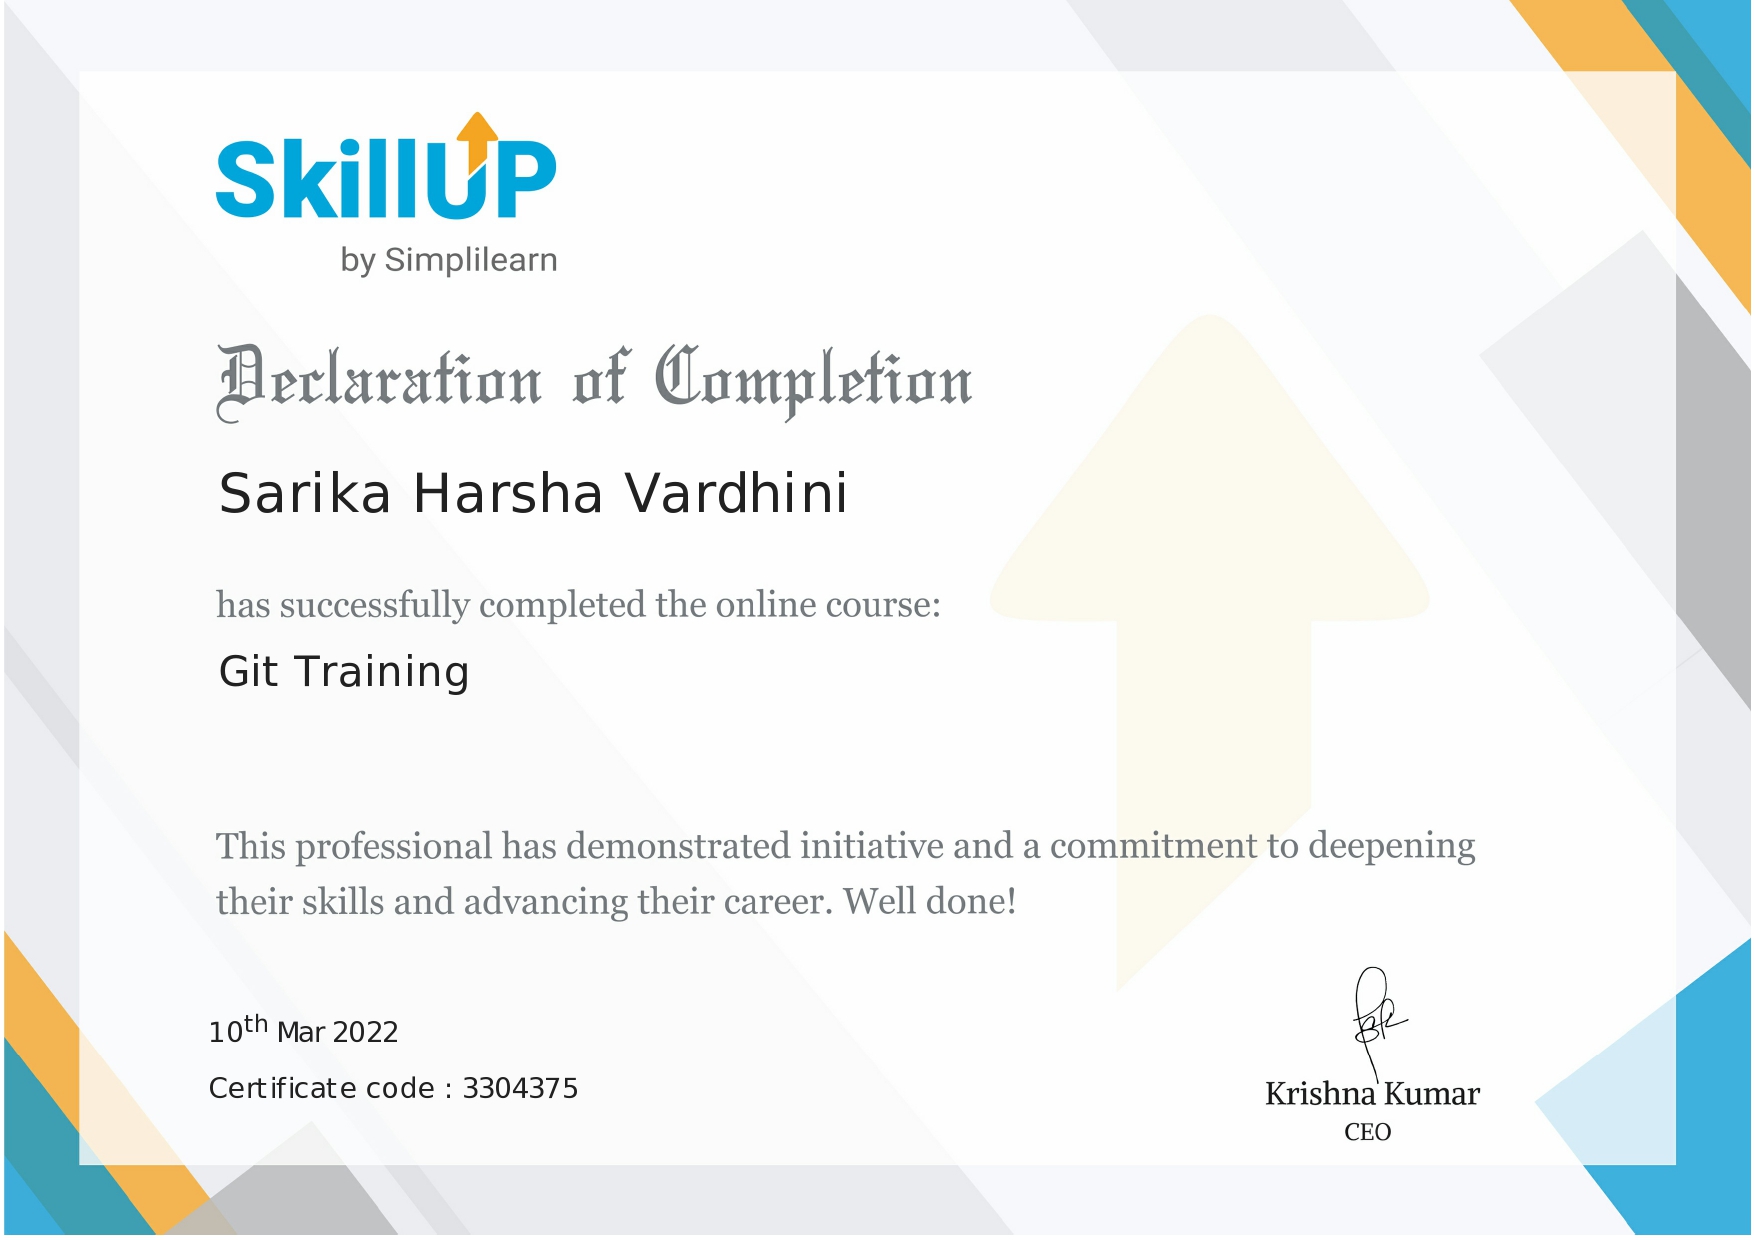 SkillUP
by Simplilearn
Declaration of Completion
Sarika Harsha Vardhini
has successfully completed the online course:
Git Training
This professional has demonstrated initiative and a commitment to deepening
their skills and advancing their career. Well done!
10th Mar 2022
Certificate code : 3304375
Krishna Kumar
CEO